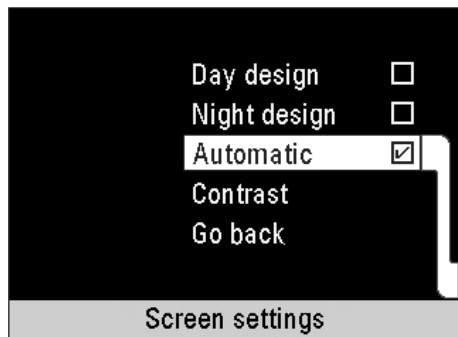 Day design
Night design
Automatic
Contrast
Go back
Screen settings